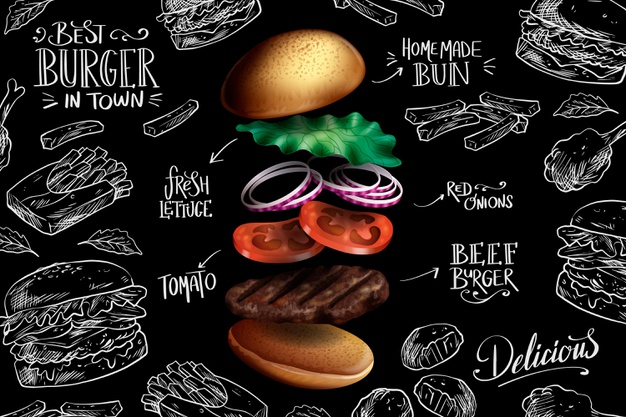 BEST
BURGER
IN TOWN
HOMEMADE
BUN
FRESH
LETTUCE
RED
ONIONS
TOMATO
BEEF
BURGER
Delicious